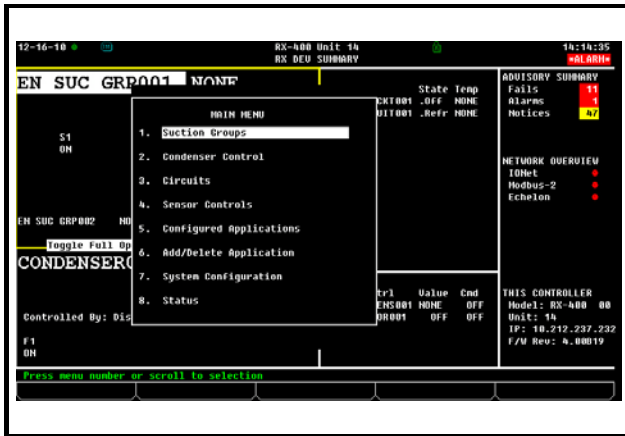 12-16-10 RX-400 Unit 14 14:14:35
RX DEV SUMMARY *ALARM*
EN SUC GRP001 NONE
State Temp
CKT001 .OFF NONE
UIT001 .Refr NONE
S1
ON
EN SUC GRP002 NO
Toggle Full Op
CONDENSERC
Controlled By: Dis
F1
ON
MAIN MENU
1. Suction Groups
2. Condenser Control
3. Circuits
4. Sensor Controls
5. Configured Applications
6. Add/Delete Application
7. System Configuration
8. Status
trl Value Cmd
ENS001 NONE OFF
OR001 OFF OFF
ADVISORY SUMMARY
Fails 11
Alarms 1
Notices 47
NETWORK OVERVIEW
IONet
Modbus-2
Echelon
THIS CONTROLLER
Model: RX-400 00
Unit: 14
IP: 10.212.237.232
F/W Rev: 4.00B19
Press menu number or scroll to selection